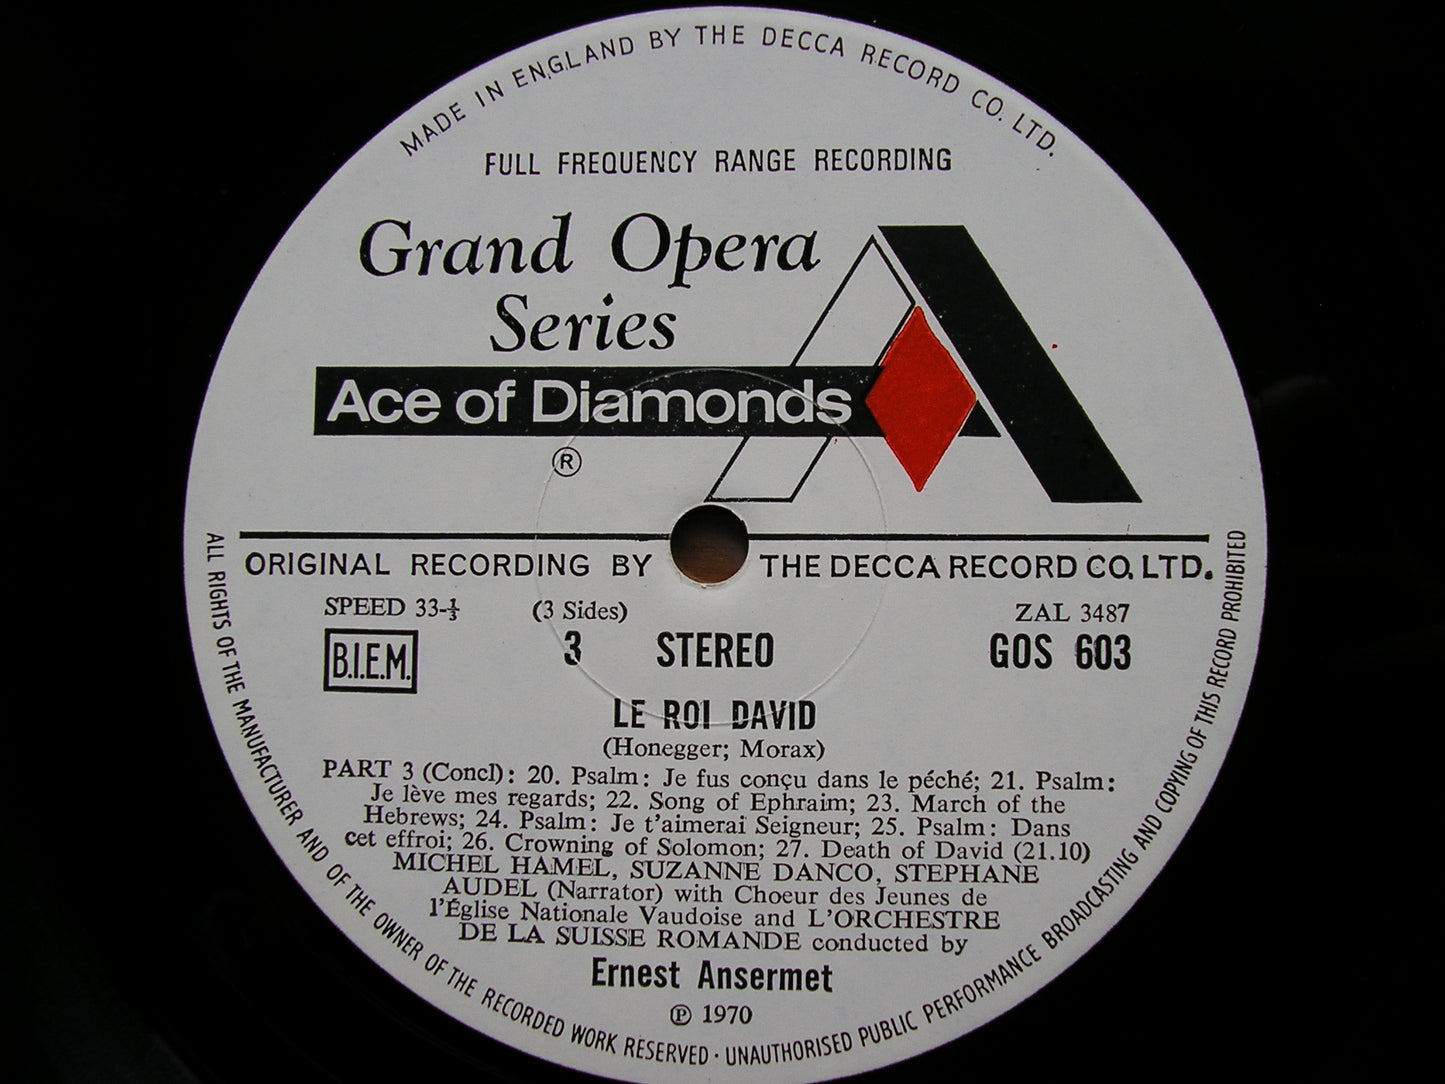 MADE IN ENGLAND BY THE DECCA RECORD CO. LTD.
FULL FREQUENCY RANGE RECORDING
Grand Opera
Series
Ace of Diamonds
®
ORIGINAL RECORDING BY THE DECCA RECORD CO. LTD.
SPEED 33-⅓ (3 Sides) ZAL 3487
B.I.E.M. 3 STEREO GOS 603
LE ROI DAVID
(Honegger; Morax)
PART 3 (Concl): 20. Psalm: Je fus conçu dans le péché; 21. Psalm:
Je lève mes regards; 22. Song of Ephraim; 23. March of the
Hebrews; 24. Psalm: Je t'aimerai Seigneur; 25. Psalm: Dans
cet effroi; 26. Crowning of Solomon; 27. Death of David (21.10)
MICHEL HAMEL, SUZANNE DANCO, STEPHANE
AUDEL (Narrator) with Choeur des Jeunes de
l'Église Nationale Vaudoise and L'ORCHESTRE
DE LA SUISSE ROMANDE conducted by
Ernest Ansermet
℗ 1970
ALL RIGHTS OF THE MANUFACTURER AND OF THE OWNER OF THE RECORDED WORK RESERVED · UNAUTHORISED PUBLIC PERFORMANCE BROADCASTING AND COPYING OF THIS RECORD PROHIBITED